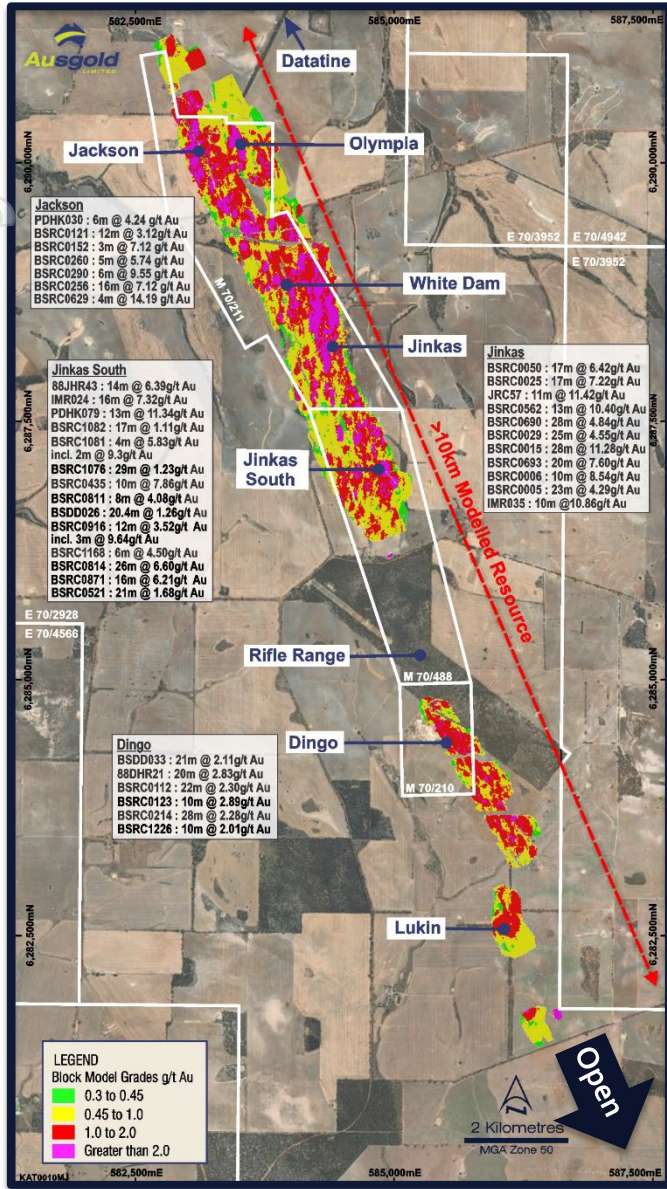 582,500mE
585,000mE
587,500mE
Ausgold
LIMITED
Datatine
Jackson
Olympia
6,290,000mN
6,290,000mN
Jackson
PDHK030 : 6m @ 4.24 g/t Au
BSRC0121 : 12m @ 3.12g/t Au
BSRC0152 : 3m @ 7.12 g/t Au
BSRC0260 : 5m @ 5.74 g/t Au
BSRC0290 : 6m @ 9.55 g/t Au
BSRC0256 : 16m @ 7.12 g/t Au
BSRC0629 : 4m @ 14.19 g/t Au
E 70/3952
E 70/4942
E 70/3952
M 70/211
White Dam
Jinkas
Jinkas South
88JHR43 : 14m @ 6.39g/t Au
IMR024 : 16m @ 7.32g/t Au
PDHK079 : 13m @ 11.34g/t Au
BSRC1082 : 17m @ 1.11g/t Au
BSRC1081 : 4m @ 5.83g/t Au
incl. 2m @ 9.3g/t Au
BSRC1076 : 29m @ 1.23g/t Au
BSRC0435 : 10m @ 7.86g/t Au
BSRC0811 : 8m @ 4.08g/t Au
BSDD026 : 20.4m @ 1.26g/t Au
BSRC0916 : 12m @ 3.52g/t Au
incl. 3m @ 9.64g/t Au
BSRC1168 : 6m @ 4.50g/t Au
BSRC0814 : 26m @ 6.60g/t Au
BSRC0871 : 16m @ 6.21g/t Au
BSRC0521 : 21m @ 1.68g/t Au
Jinkas
BSRC0050 : 17m @ 6.42g/t Au
BSRC0025 : 17m @ 7.22g/t Au
JRC57 : 11m @ 11.42g/t Au
BSRC0562 : 13m @ 10.40g/t Au
BSRC0690 : 28m @ 4.84g/t Au
BSRC0029 : 25m @ 4.55g/t Au
BSRC0015 : 28m @ 11.28g/t Au
BSRC0693 : 20m @ 7.60g/t Au
BSRC0006 : 10m @ 8.54g/t Au
BSRC0005 : 23m @ 4.29g/t Au
IMR035 : 10m @10.86g/t Au
6,287,500mN
6,287,500mN
Jinkas
South
>10km Modelled Resource
E 70/2928
E 70/4566
Rifle Range
6,285,000mN
6,285,000mN
M 70/488
Dingo
M 70/210
Dingo
BSDD033 : 21m @ 2.11g/t Au
88DHR21 : 20m @ 2.83g/t Au
BSRC0112 : 22m @ 2.30g/t Au
BSRC0123 : 10m @ 2.89g/t Au
BSRC0214 : 28m @ 2.28g/t Au
BSRC1226 : 10m @ 2.01g/t Au
Lukin
6,282,500mN
6,282,500mN
LEGEND
Block Model Grades g/t Au
0.3 to 0.45
0.45 to 1.0
1.0 to 2.0
Greater than 2.0
2 Kilometres
MGA Zone 50
Open
KAT0010MJ
582,500mE
585,000mE
587,500mE